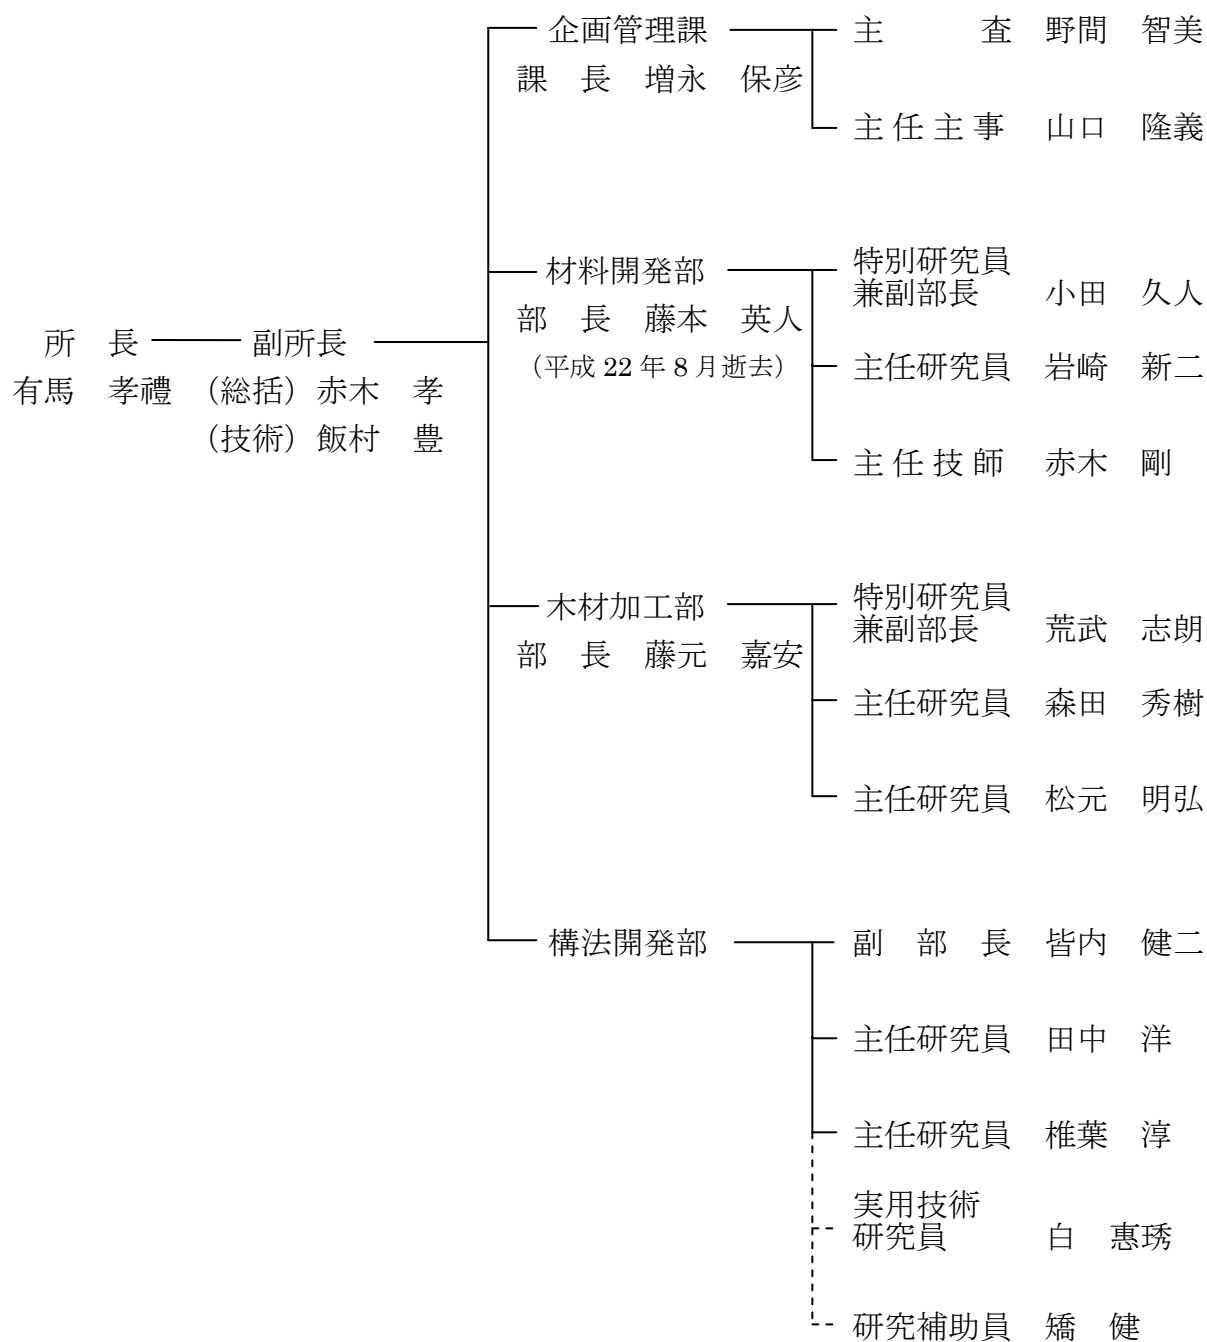 所　長
有馬　孝禮
副所長
（総括）赤木　孝
（技術）飯村　豊
企画管理課
課　長　増永　保彦
主　　　査　野間　智美
主任主事　山口　隆義
材料開発部
部　長　藤本　英人
（平成 22 年 8 月逝去）
特別研究員
兼副部長　小田　久人
主任研究員　岩崎　新二
主任技師　赤木　剛
木材加工部
部　長　藤元　嘉安
特別研究員
兼副部長　荒武　志朗
主任研究員　森田　秀樹
主任研究員　松元　明弘
構法開発部
副　部　長　皆内　健二
主任研究員　田中　洋
主任研究員　椎葉　淳
実用技術
研究員　白　惠琇
研究補助員　矯　健